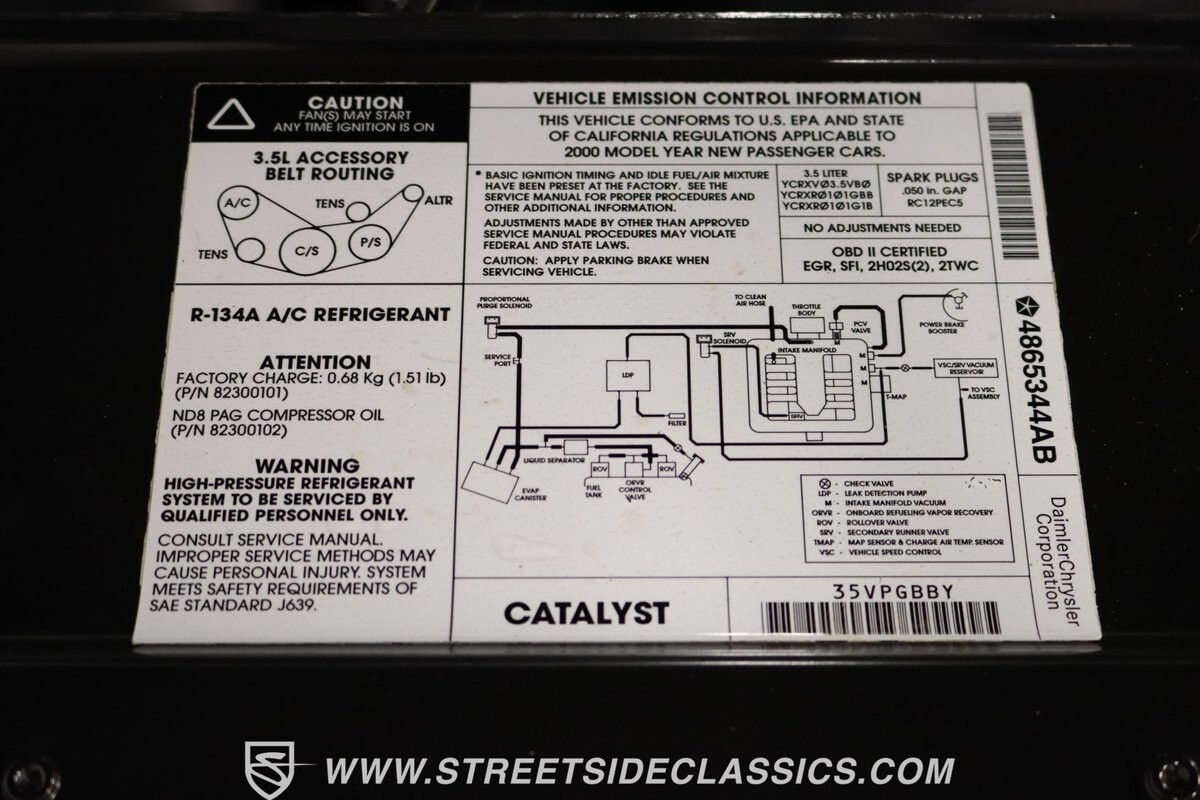 CAUTION
FAN(S) MAY START
ANY TIME IGNITION IS ON
3.5L ACCESSORY
BELT ROUTING
A/C
TENS
ALTR
TENS
C/S
P/S
R-134A A/C REFRIGERANT
ATTENTION
FACTORY CHARGE: 0.68 Kg (1.51 lb)
(P/N 82300101)
ND8 PAG COMPRESSOR OIL
(P/N 82300102)
WARNING
HIGH-PRESSURE REFRIGERANT
SYSTEM TO BE SERVICED BY
QUALIFIED PERSONNEL ONLY.
CONSULT SERVICE MANUAL.
IMPROPER SERVICE METHODS MAY
CAUSE PERSONAL INJURY. SYSTEM
MEETS SAFETY REQUIREMENTS OF
SAE STANDARD J639.
VEHICLE EMISSION CONTROL INFORMATION
THIS VEHICLE CONFORMS TO U.S. EPA AND STATE
OF CALIFORNIA REGULATIONS APPLICABLE TO
2000 MODEL YEAR NEW PASSENGER CARS.
* BASIC IGNITION TIMING AND IDLE FUEL/AIR MIXTURE
HAVE BEEN PRESET AT THE FACTORY. SEE THE
SERVICE MANUAL FOR PROPER PROCEDURES AND
OTHER ADDITIONAL INFORMATION.
ADJUSTMENTS MADE BY OTHER THAN APPROVED
SERVICE MANUAL PROCEDURES MAY VIOLATE
FEDERAL AND STATE LAWS.
CAUTION: APPLY PARKING BRAKE WHEN
SERVICING VEHICLE.
3.5 LITER
YCRXVØ3.5VBØ
YCRXRØ1Ø1GBB
YCRXRØ1Ø1G1B
SPARK PLUGS
.050 in. GAP
RC12PEC5
NO ADJUSTMENTS NEEDED
OBD II CERTIFIED
EGR, SFI, 2HO2S(2), 2TWC
PROPORTIONAL
PURGE SOLENOID
SERVICE
PORT
TO CLEAN
AIR HOSE
THROTTLE
BODY
PCV
VALVE
M
POWER BRAKE
BOOSTER
SRV
SOLENOID
INTAKE MANIFOLD
M
M
M
VSC/SRV VACUUM
RESERVOIR
TO VSC
ASSEMBLY
T-MAP
SRV
LDP
FILTER
LIQUID SEPARATOR
EVAP
CANISTER
ROV
ROV
FUEL
TANK
ORVR
CONTROL
VALVE
- CHECK VALVE
LDP - LEAK DETECTION PUMP
M - INTAKE MANIFOLD VACUUM
ORVR - ONBOARD REFUELING VAPOR RECOVERY
ROV - ROLLOVER VALVE
SRV - SECONDARY RUNNER VALVE
TMAP - MAP SENSOR & CHARGE AIR TEMP. SENSOR
VSC - VEHICLE SPEED CONTROL
CATALYST
35VPGBBY
4865344AB
DaimlerChrysler
Corporation
WWW.STREETSIDECLASSICS.COM